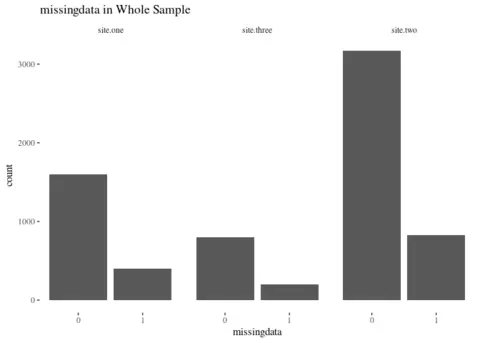 missingdata in Whole Sample
site.one site.three site.two
3000
2000
1000
0
count
0 1 0 1 0 1
missingdata